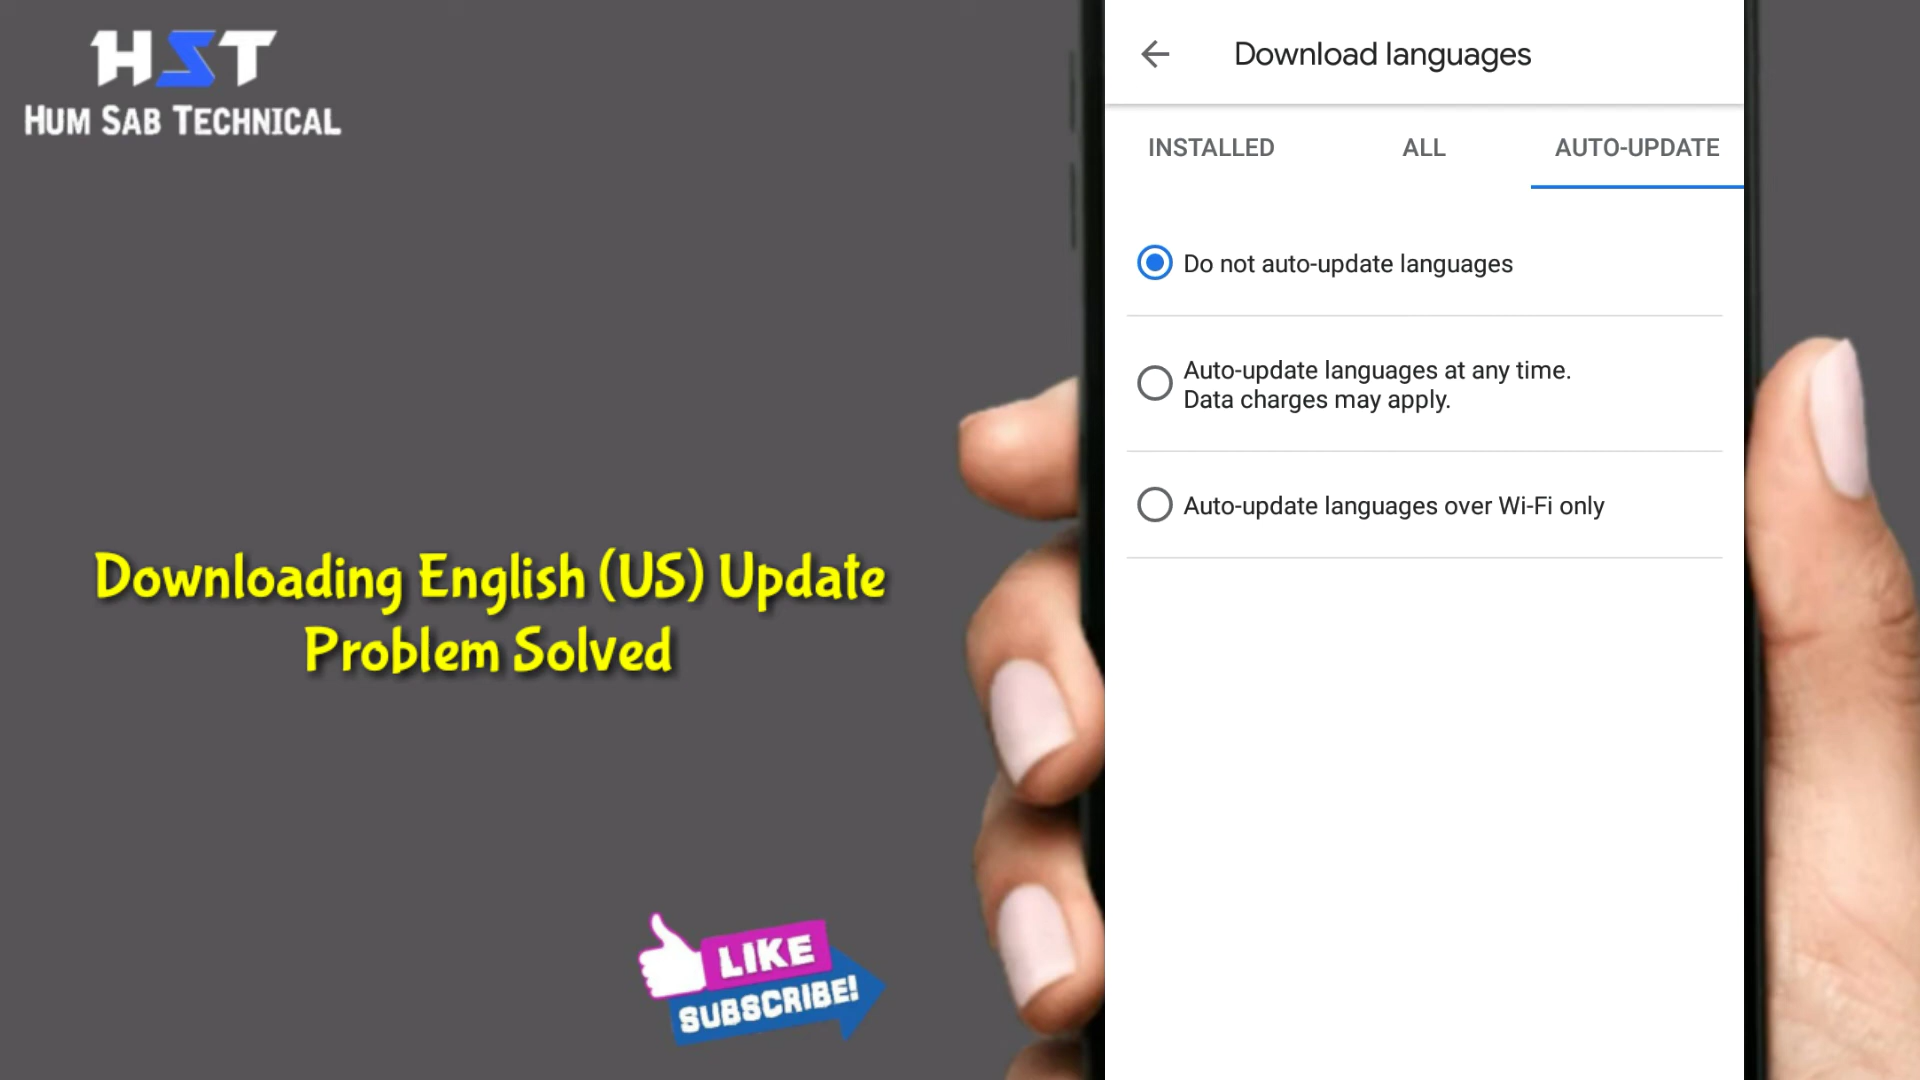 HST
HUM SAB TECHNICAL
Downloading English (US) Update
Problem Solved
LIKE
SUBSCRIBE!
Download languages
INSTALLED
ALL
AUTO-UPDATE
Do not auto-update languages
Auto-update languages at any time.
Data charges may apply.
Auto-update languages over Wi-Fi only